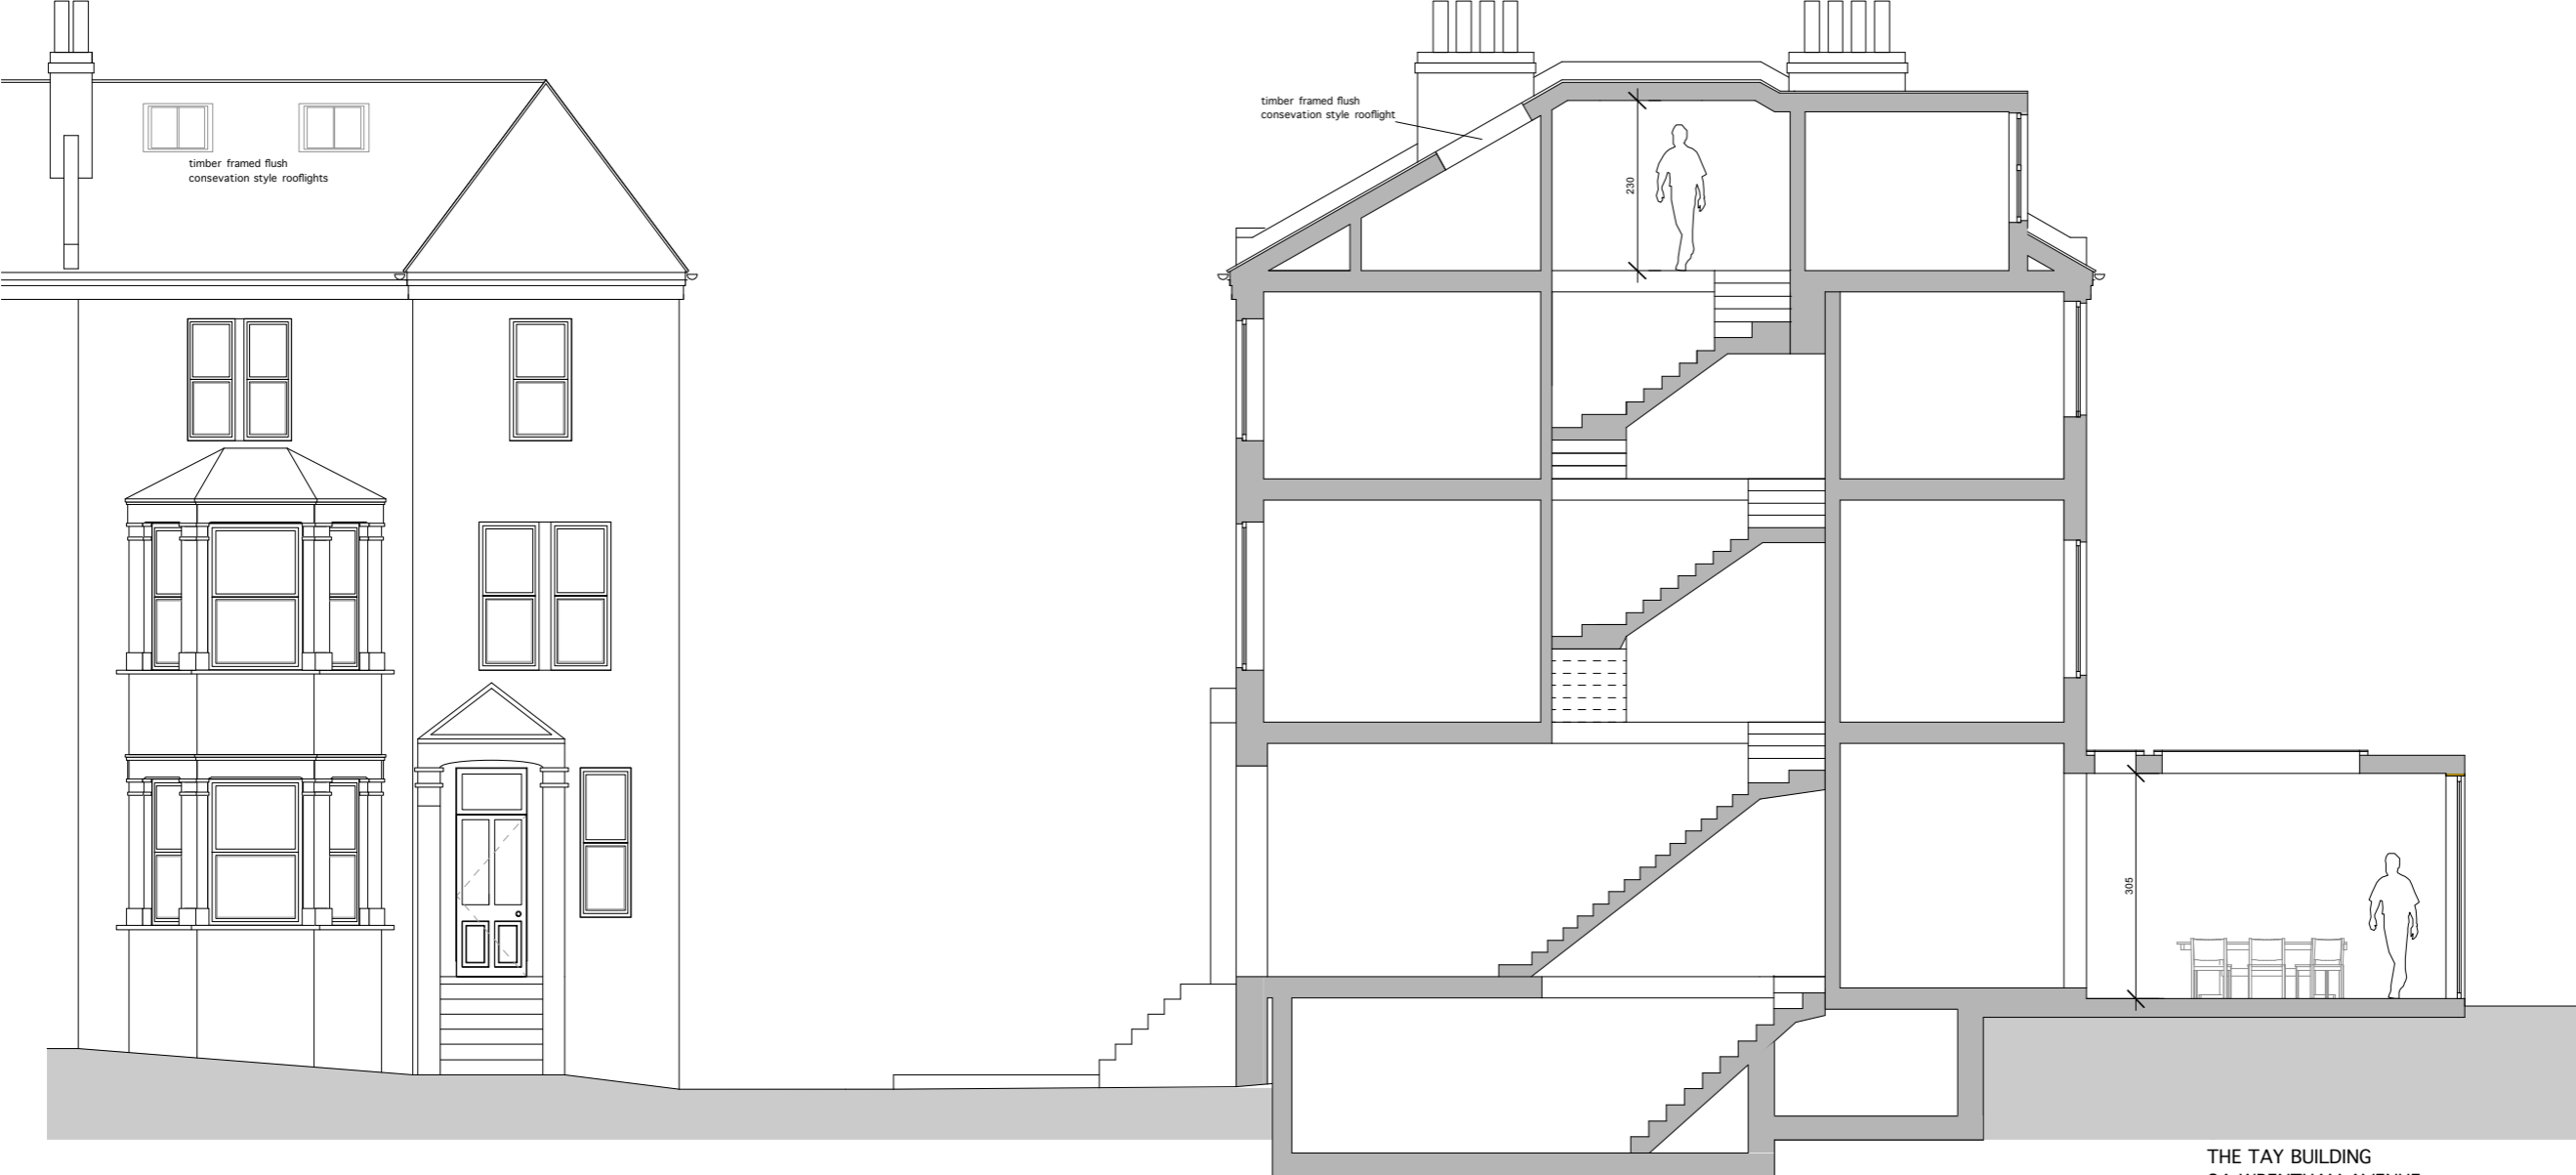 timber framed flush
consevation style rooflights
timber framed flush
consevation style rooflight
230
305
THE TAY BUILDING